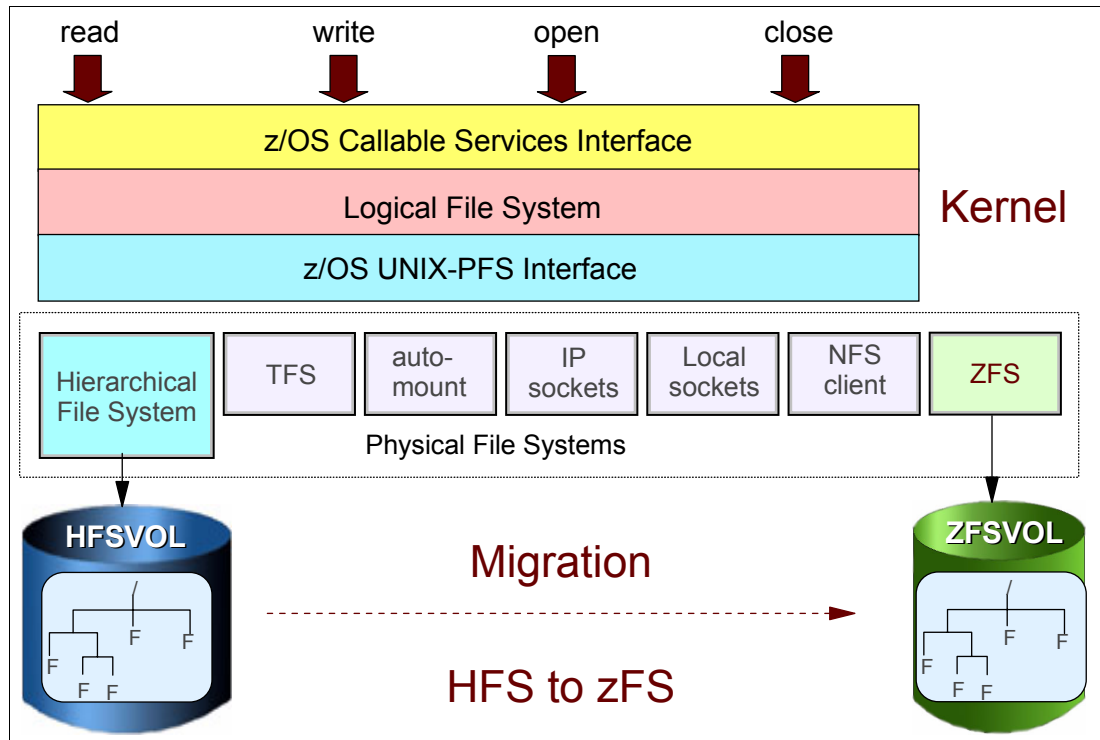 read
write
open
close
z/OS Callable Services Interface
Logical File System
z/OS UNIX-PFS Interface
Kernel
Hierarchical
File System
TFS
auto-
mount
IP
sockets
Local
sockets
NFS
client
ZFS
Physical File Systems
HFSVOL
/
F
F
F
F
F
Migration
HFS to zFS
ZFSVOL
/
F
F
F
F
F